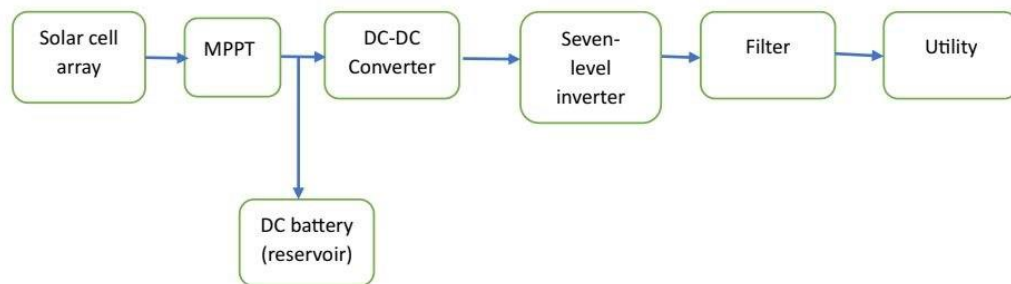 Solar cell
array
MPPT
DC-DC
Converter
Seven-
level
inverter
Filter
Utility
DC battery
(reservoir)